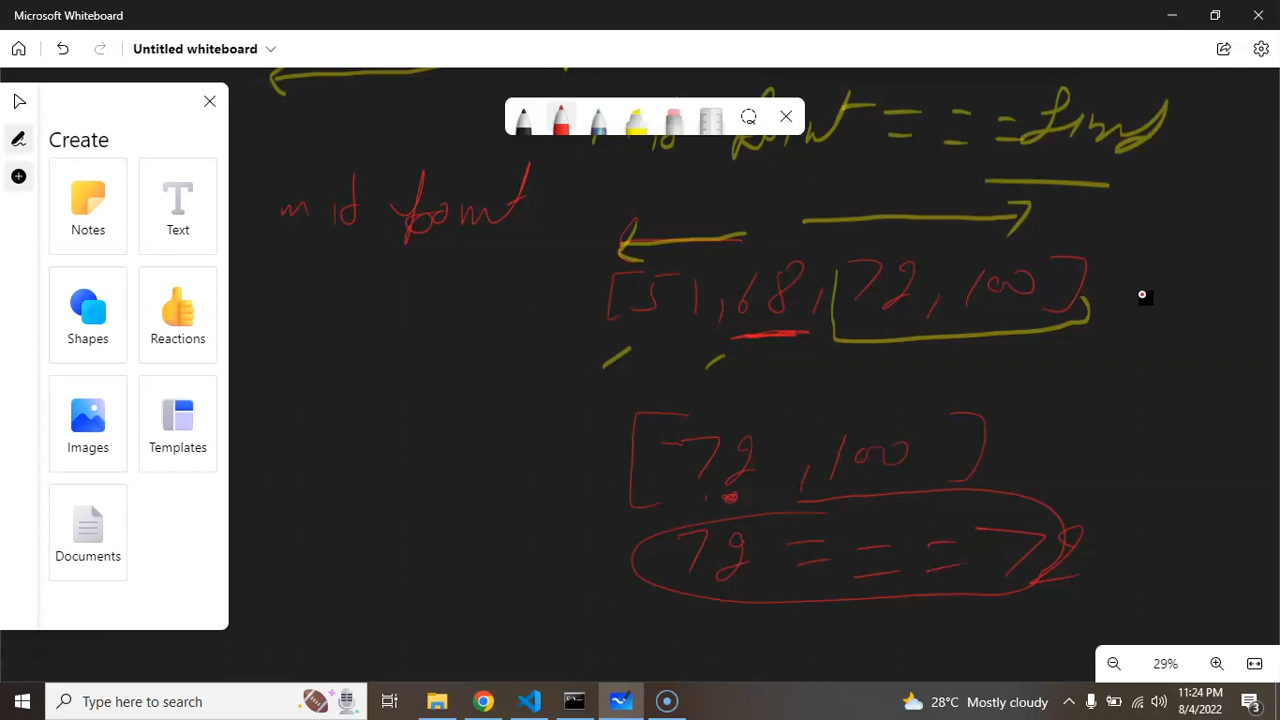 Microsoft Whiteboard
Untitled whiteboard
Create
Notes
Text
Shapes
Reactions
Images
Templates
Documents
point === find
mid point
[51,68,72,100]
[72,100]
72 === 72
29%
Type here to search
28°C Mostly cloudy
11:24 PM
8/4/2022
3